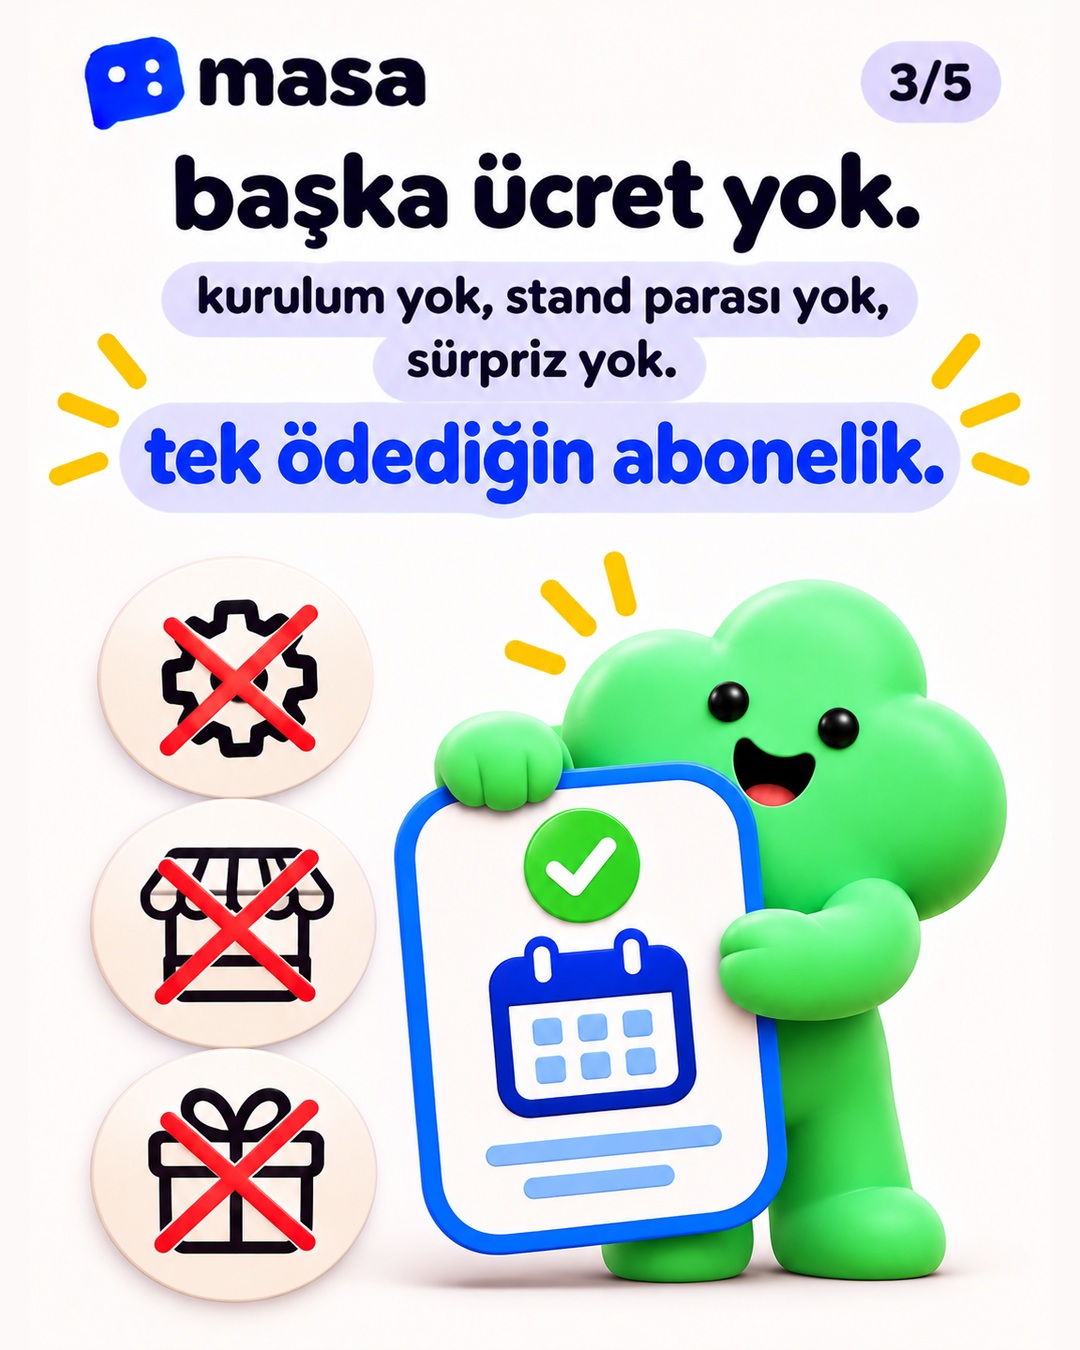 masa
3/5
başka ücret yok.
kurulum yok, stand parası yok,
sürpriz yok.
tek ödediğin abonelik.